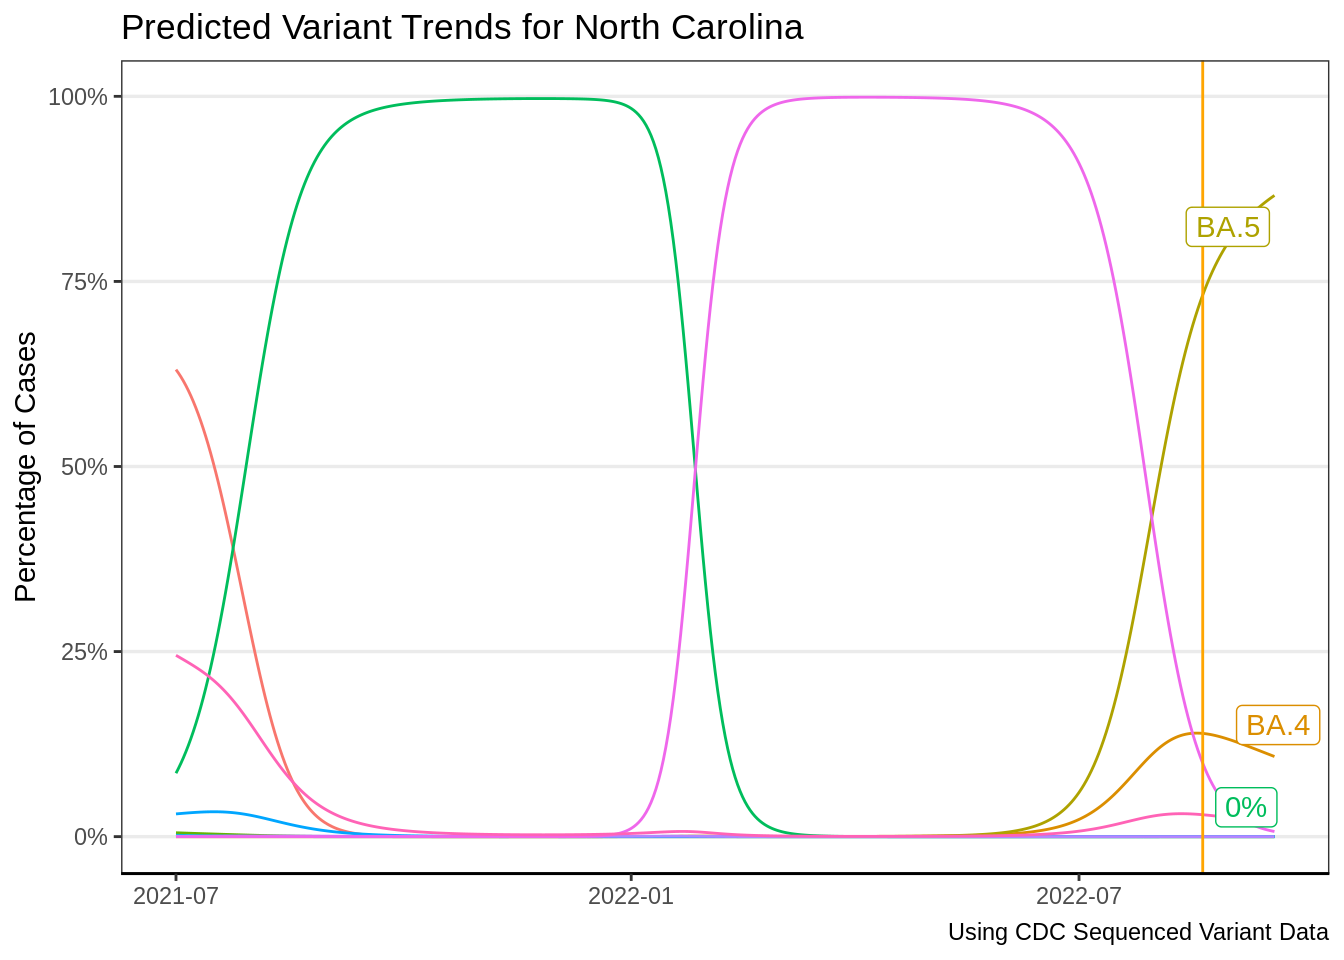 Predicted Variant Trends for North Carolina
Percentage of Cases
100%
75%
50%
25%
0%
BA.5
BA.4
0%
2021-07
2022-01
2022-07
Using CDC Sequenced Variant Data